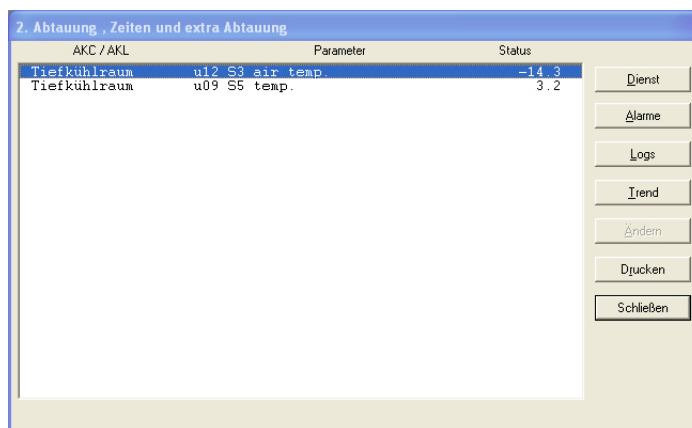 2. Abtauung , Zeiten und extra Abtauung
AKC / AKL Parameter Status
Tiefkühlraum u12 S3 air temp. -14.3
Tiefkühlraum u09 S5 temp. 3.2
Dienst
Alarme
Logs
Trend
Ändern
Drucken
Schließen